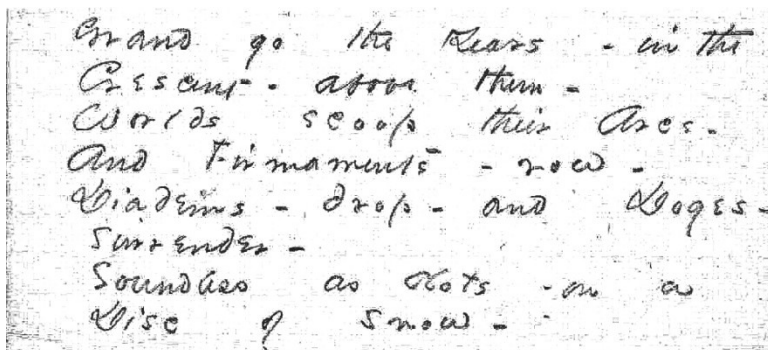 Grand go the Years - in the
Crescent - above them -
Worlds scoop their Arcs -
And Firmaments - row -
Diadems - drop - and Doges -
Surrender -
Soundless as dots - on a
Disc of Snow -